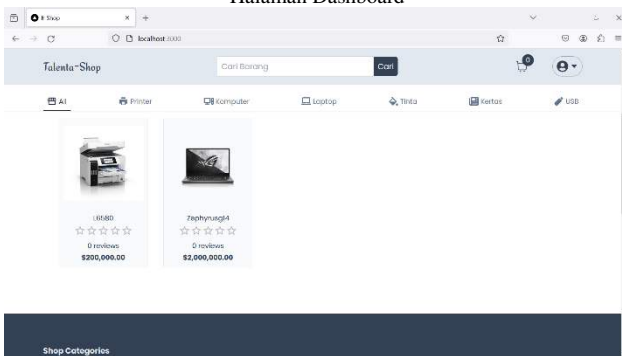 Halaman Dashboard
E Shop
localhost:3000
Talenta~Shop
Cari Barang
Cari
0
All
Printer
Komputer
Laptop
Tinta
Kertas
USB
L6580
Zephyrusg14
0 reviews
0 reviews
$200,000.00
$2,000,000.00
Shop Categories